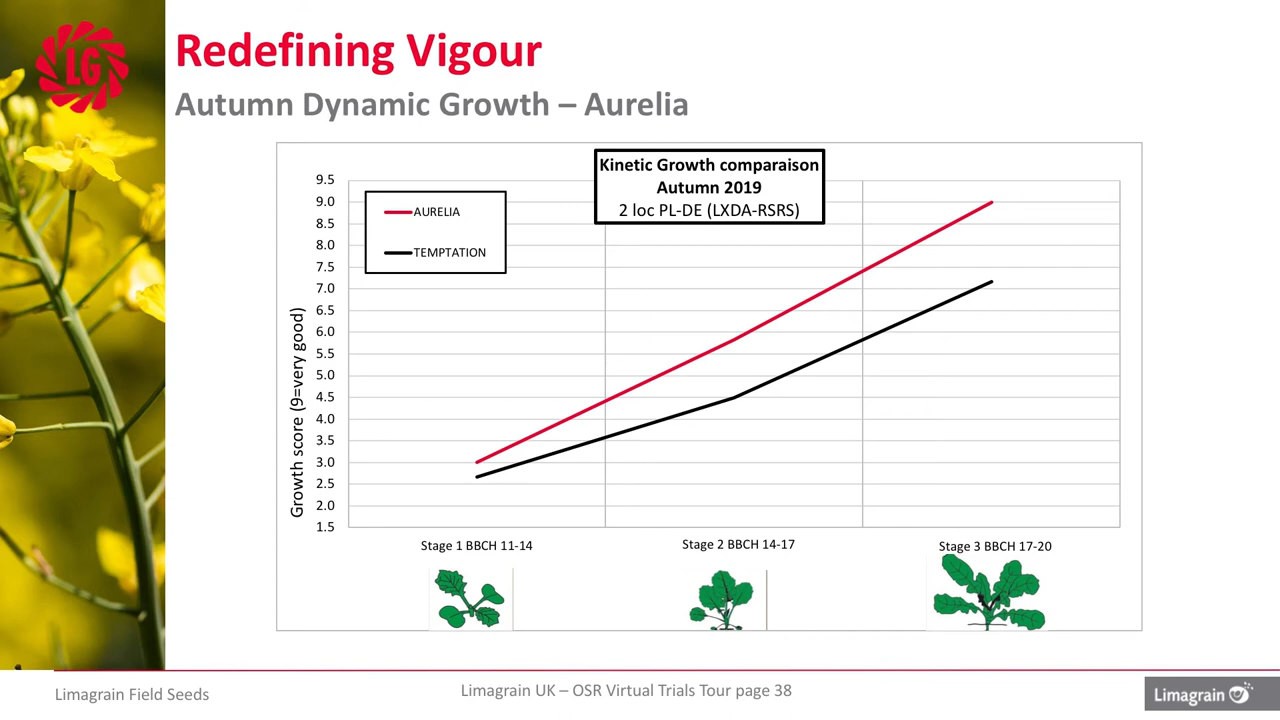 LG
Redefining Vigour
Autumn Dynamic Growth – Aurelia
Kinetic Growth comparaison
Autumn 2019
2 loc PL-DE (LXDA-RSRS)
AURELIA
TEMPTATION
Growth score (9=very good)
9.5
9.0
8.5
8.0
7.5
7.0
6.5
6.0
5.5
5.0
4.5
4.0
3.5
3.0
2.5
2.0
1.5
Stage 1 BBCH 11-14
Stage 2 BBCH 14-17
Stage 3 BBCH 17-20
Limagrain Field Seeds
Limagrain UK – OSR Virtual Trials Tour page 38
Limagrain